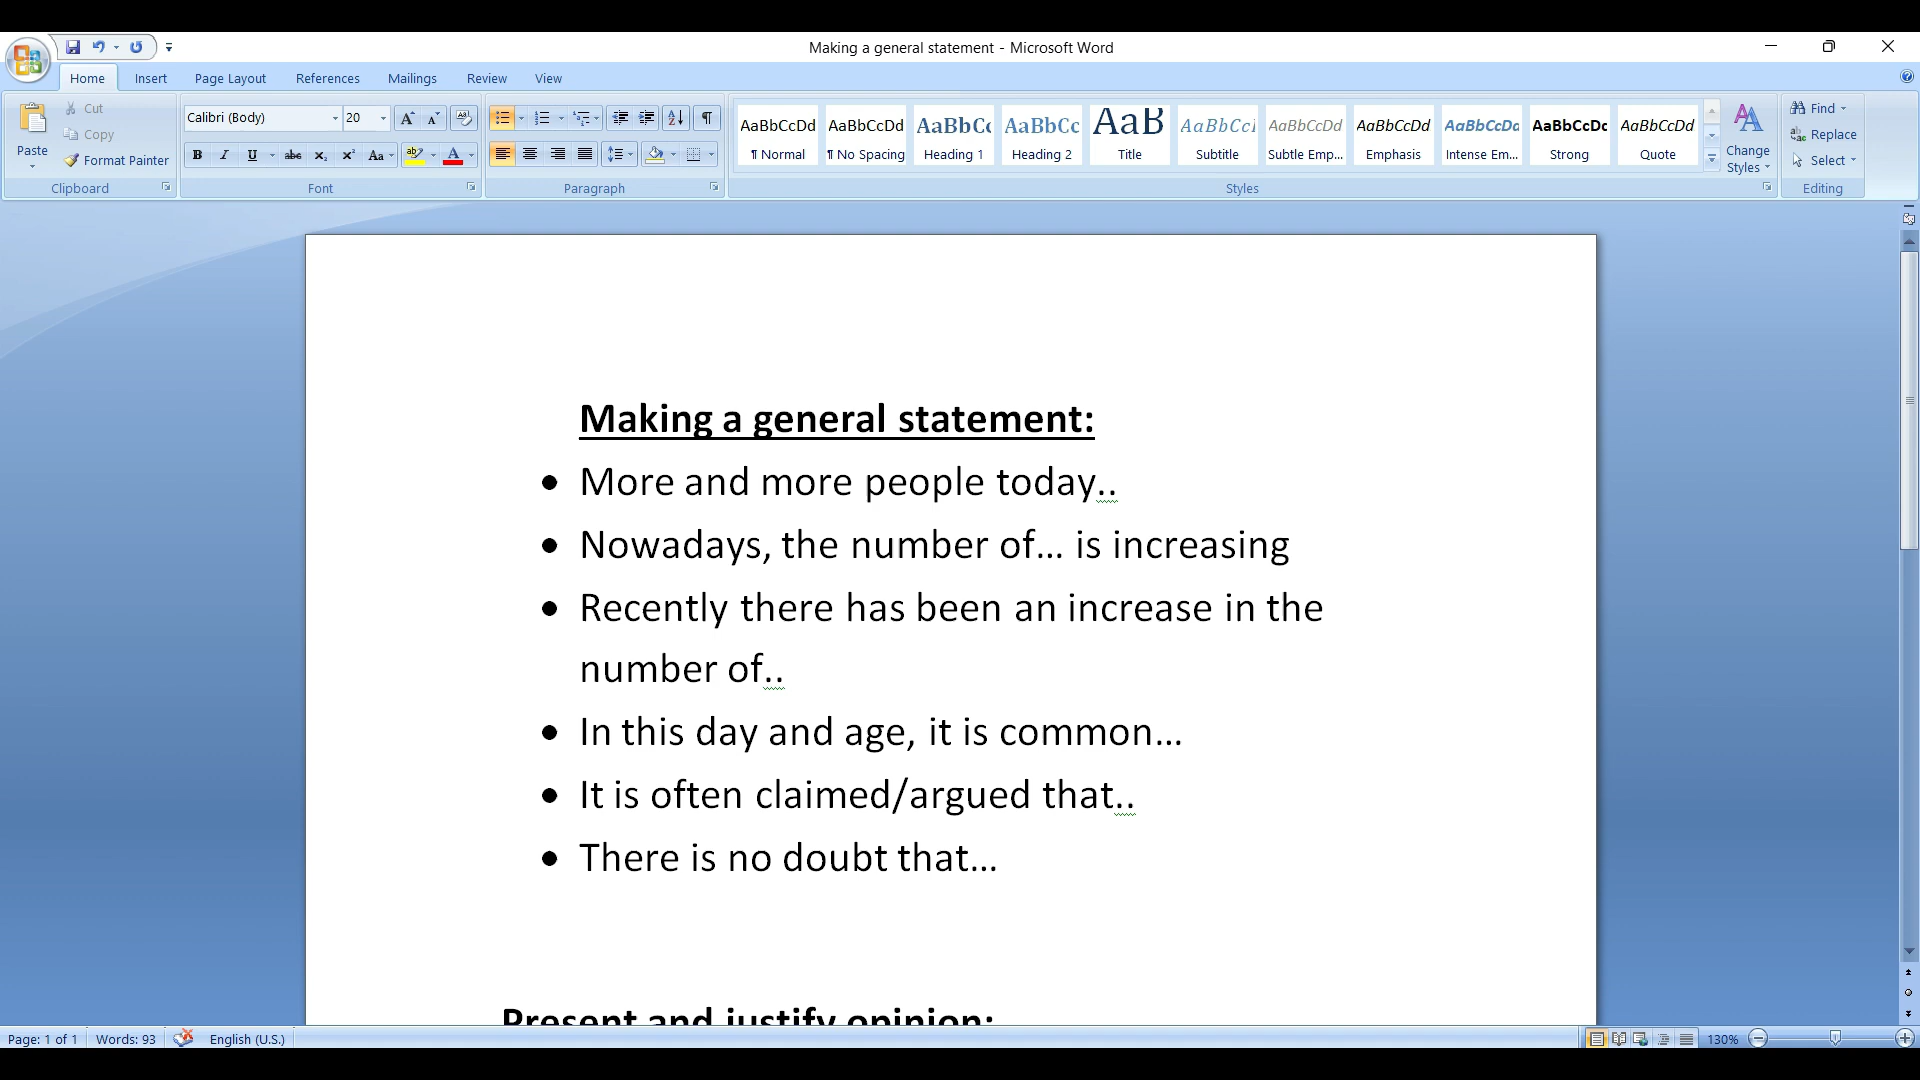 Making a general statement - Microsoft Word
Home Insert Page Layout References Mailings Review View
Paste
Cut
Copy
Format Painter
Clipboard
Calibri (Body) 20
Font
Paragraph
AaBbCcDd AaBbCcDd AaBbCc AaBbCc AaB AaBbCcI AaBbCcDd AaBbCcDd AaBbCcDd AaBbCcDc AaBbCcDd
¶ Normal ¶ No Spacing Heading 1 Heading 2 Title Subtitle Subtle Emp... Emphasis Intense Em... Strong Quote
Styles
Change
Styles
Find
Replace
Select
Editing
Making a general statement:
• More and more people today..
• Nowadays, the number of... is increasing
• Recently there has been an increase in the
number of..
• In this day and age, it is common...
• It is often claimed/argued that..
• There is no doubt that...
Present and justify opinion:
Page: 1 of 1 Words: 93 English (U.S.) 130%